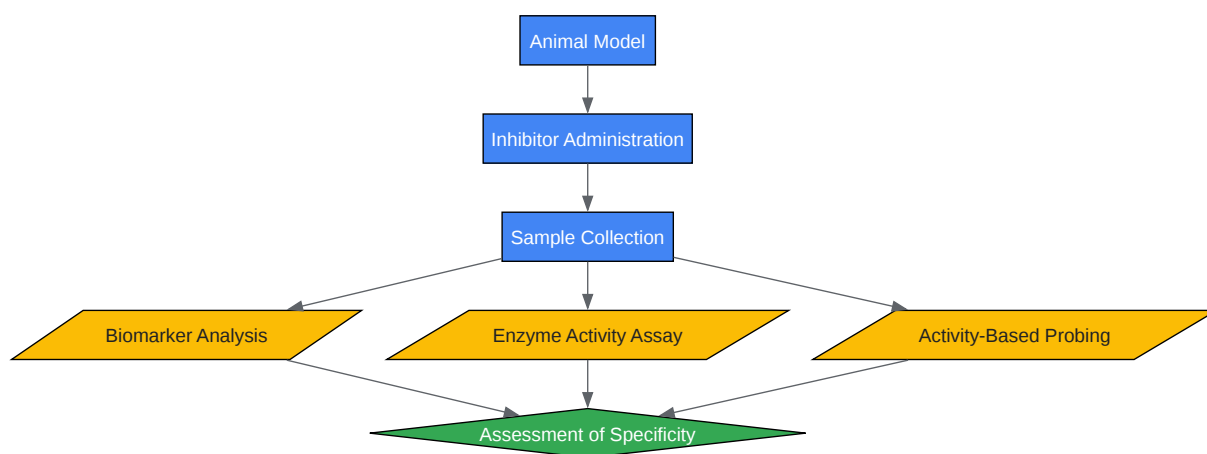 Animal Model
Inhibitor Administration
Sample Collection
Biomarker Analysis
Enzyme Activity Assay
Activity-Based Probing
Assessment of Specificity